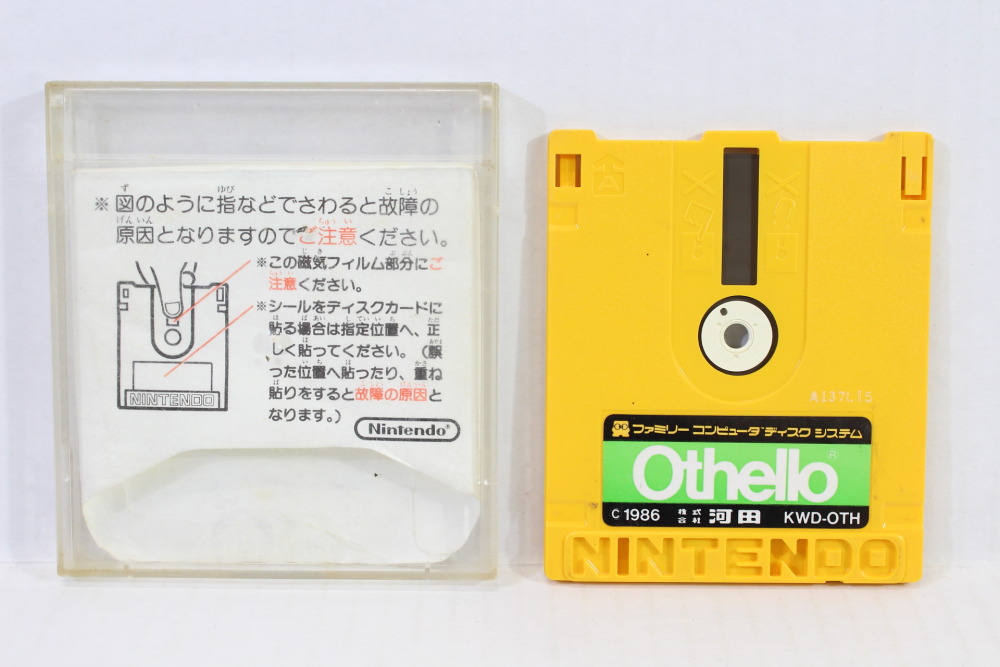 ※図のように指などでさわると故障の
原因となりますのでご注意ください。
※この磁気フィルム部分にご
注意ください。
※シールをディスクカードに
貼る場合は指定位置へ、正
しく貼ってください。(誤
った位置へ貼ったり、重ね
貼りをすると故障の原因と
なります。)
NINTENDO
Nintendo®
A
A137L15
ファミリー コンピュータ ディスク システム
Othello®
C 1986 株式会社 河田 KWD-OTH
NINTENDO